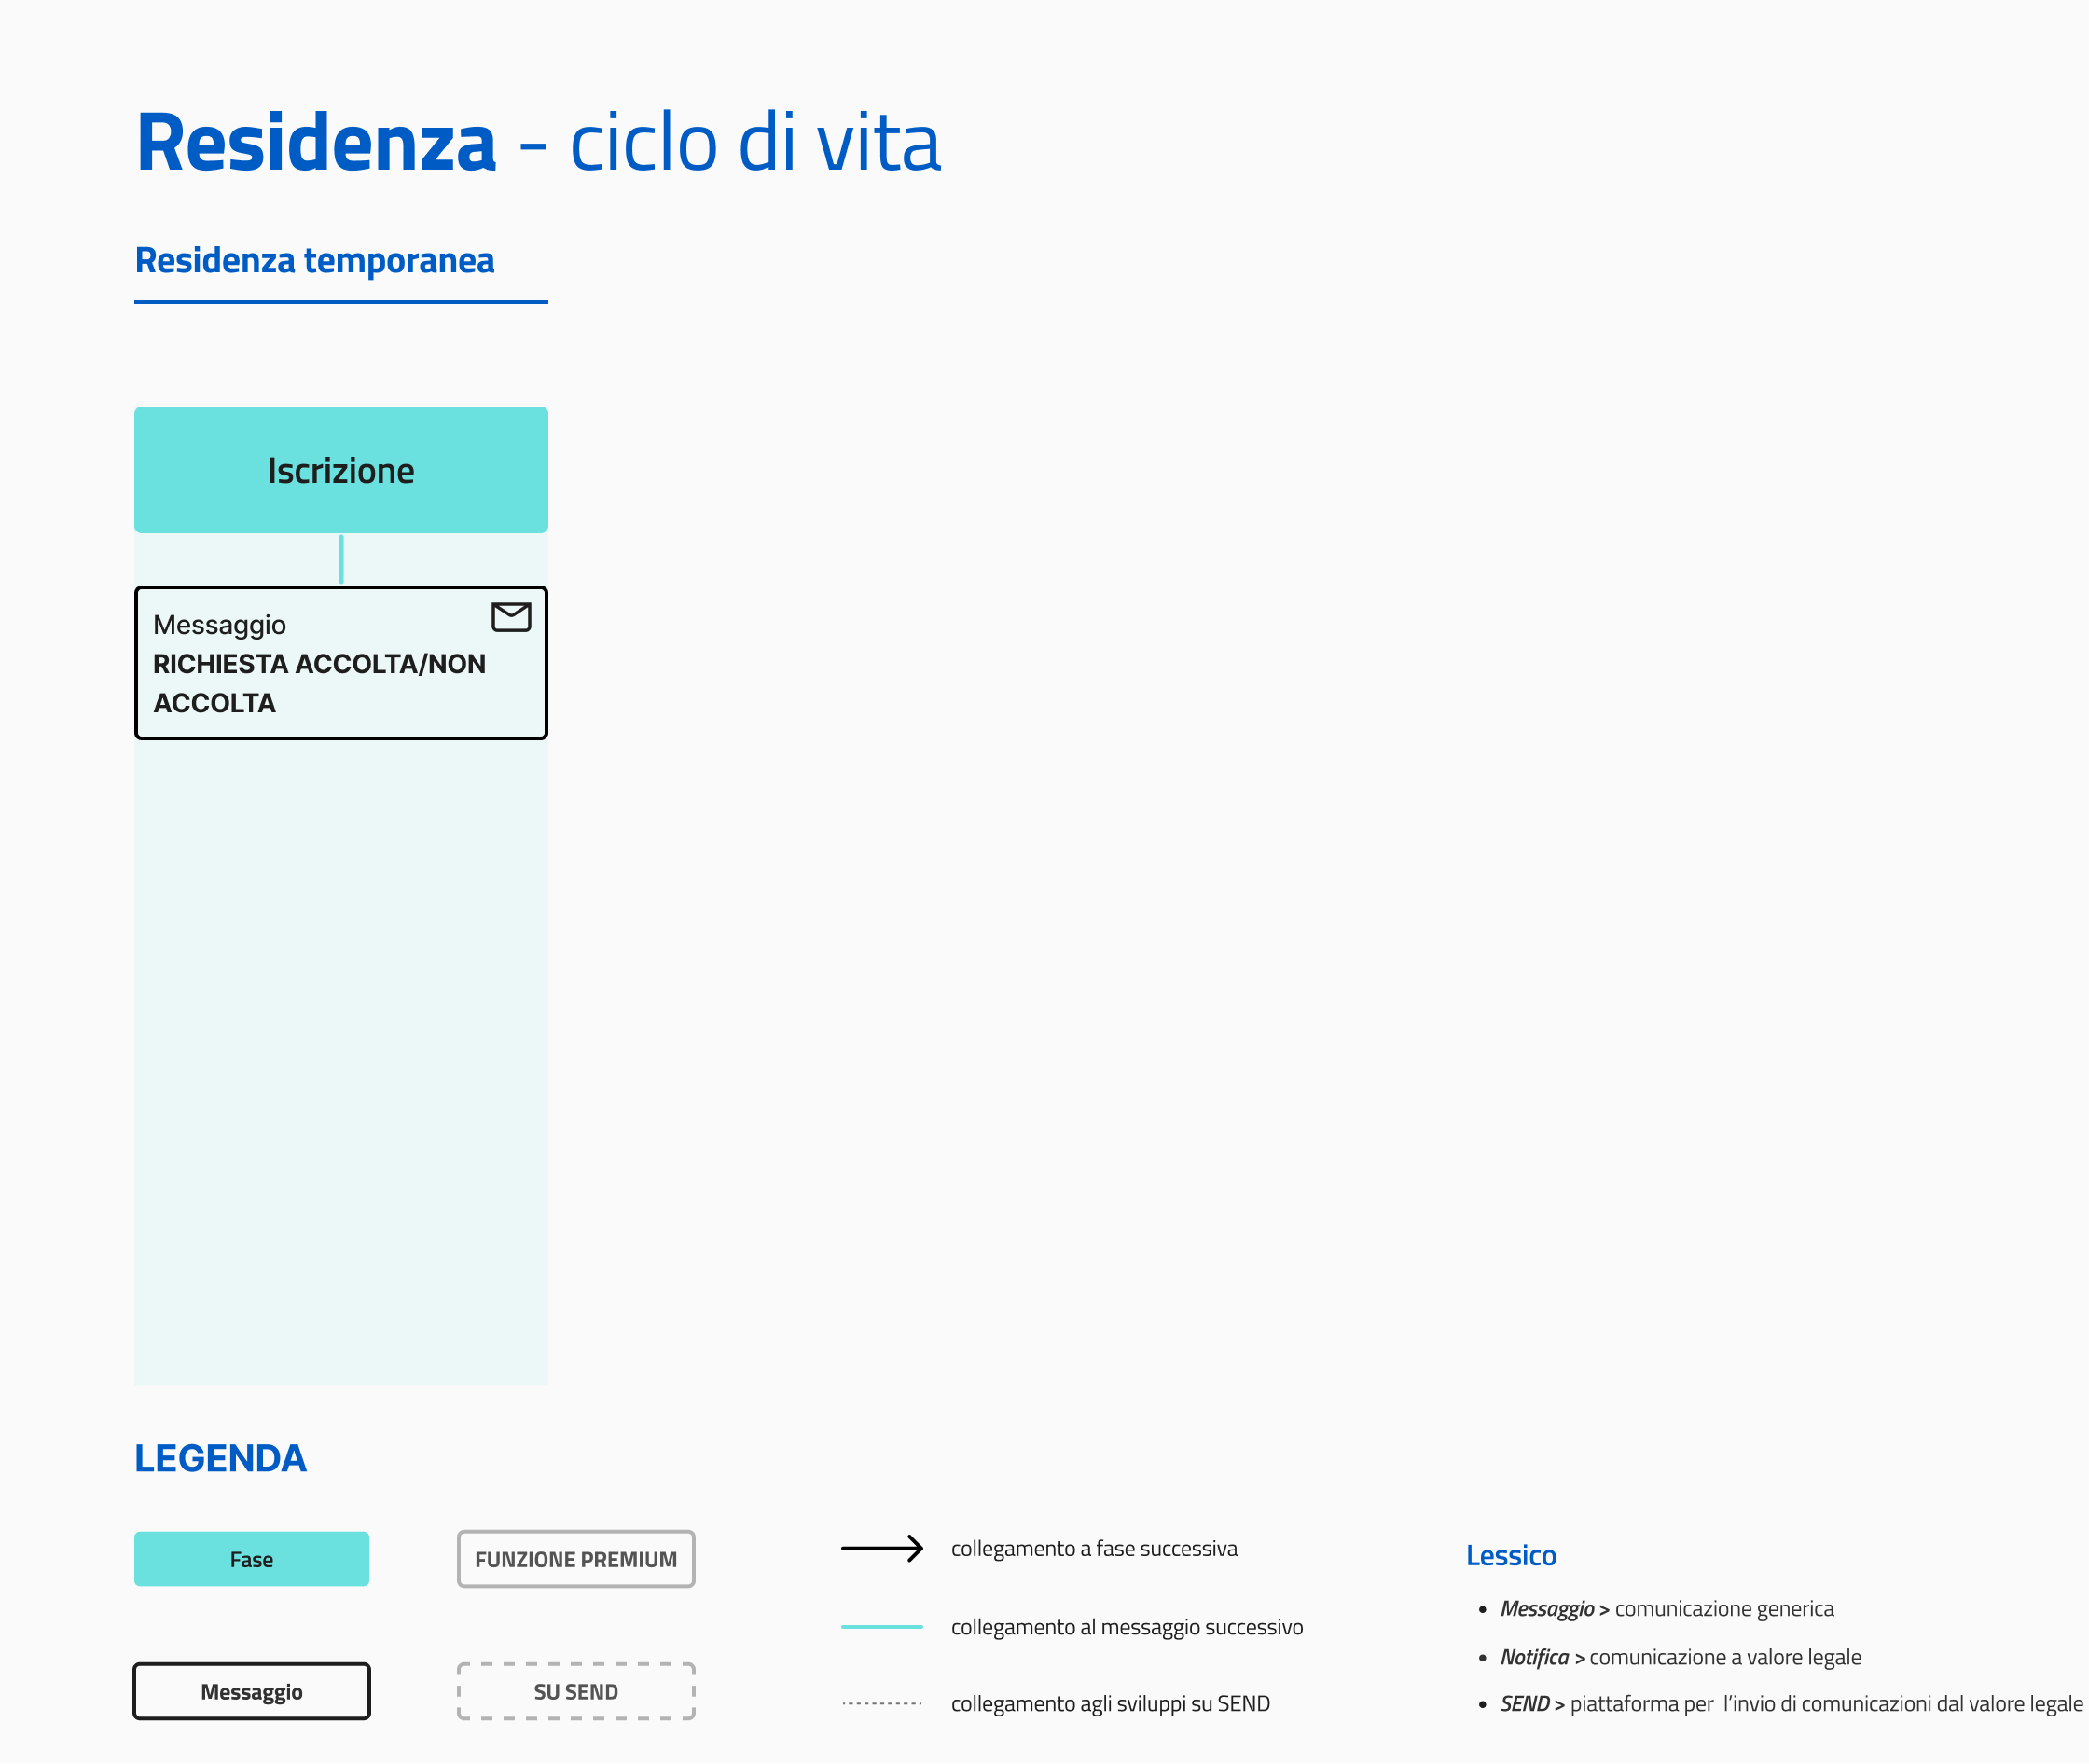 Residenza - ciclo di vita
Residenza temporanea
Iscrizione
Messaggio
RICHIESTA ACCOLTA/NON
ACCOLTA
LEGENDA
Fase
FUNZIONE PREMIUM
Messaggio
SU SEND
collegamento a fase successiva
collegamento al messaggio successivo
collegamento agli sviluppi su SEND
Lessico
• Messaggio > comunicazione generica
• Notifica > comunicazione a valore legale
• SEND > piattaforma per l'invio di comunicazioni dal valore legale